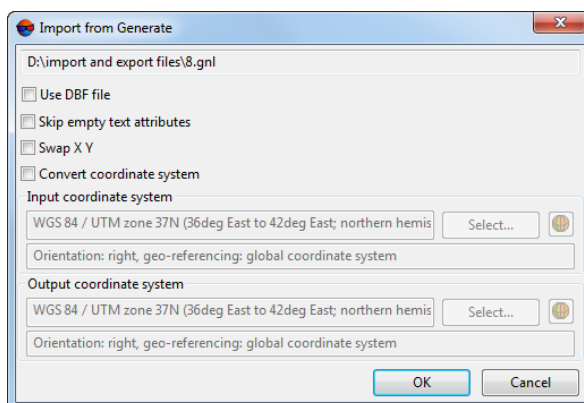 Import from Generate
D:\import and export files\8.gnl
Use DBF file
Skip empty text attributes
Swap X Y
Convert coordinate system
Input coordinate system
WGS 84 / UTM zone 37N (36deg East to 42deg East; northern hemis
Select...
Orientation: right, geo-referencing: global coordinate system
Output coordinate system
WGS 84 / UTM zone 37N (36deg East to 42deg East; northern hemis
Select...
Orientation: right, geo-referencing: global coordinate system
OK Cancel